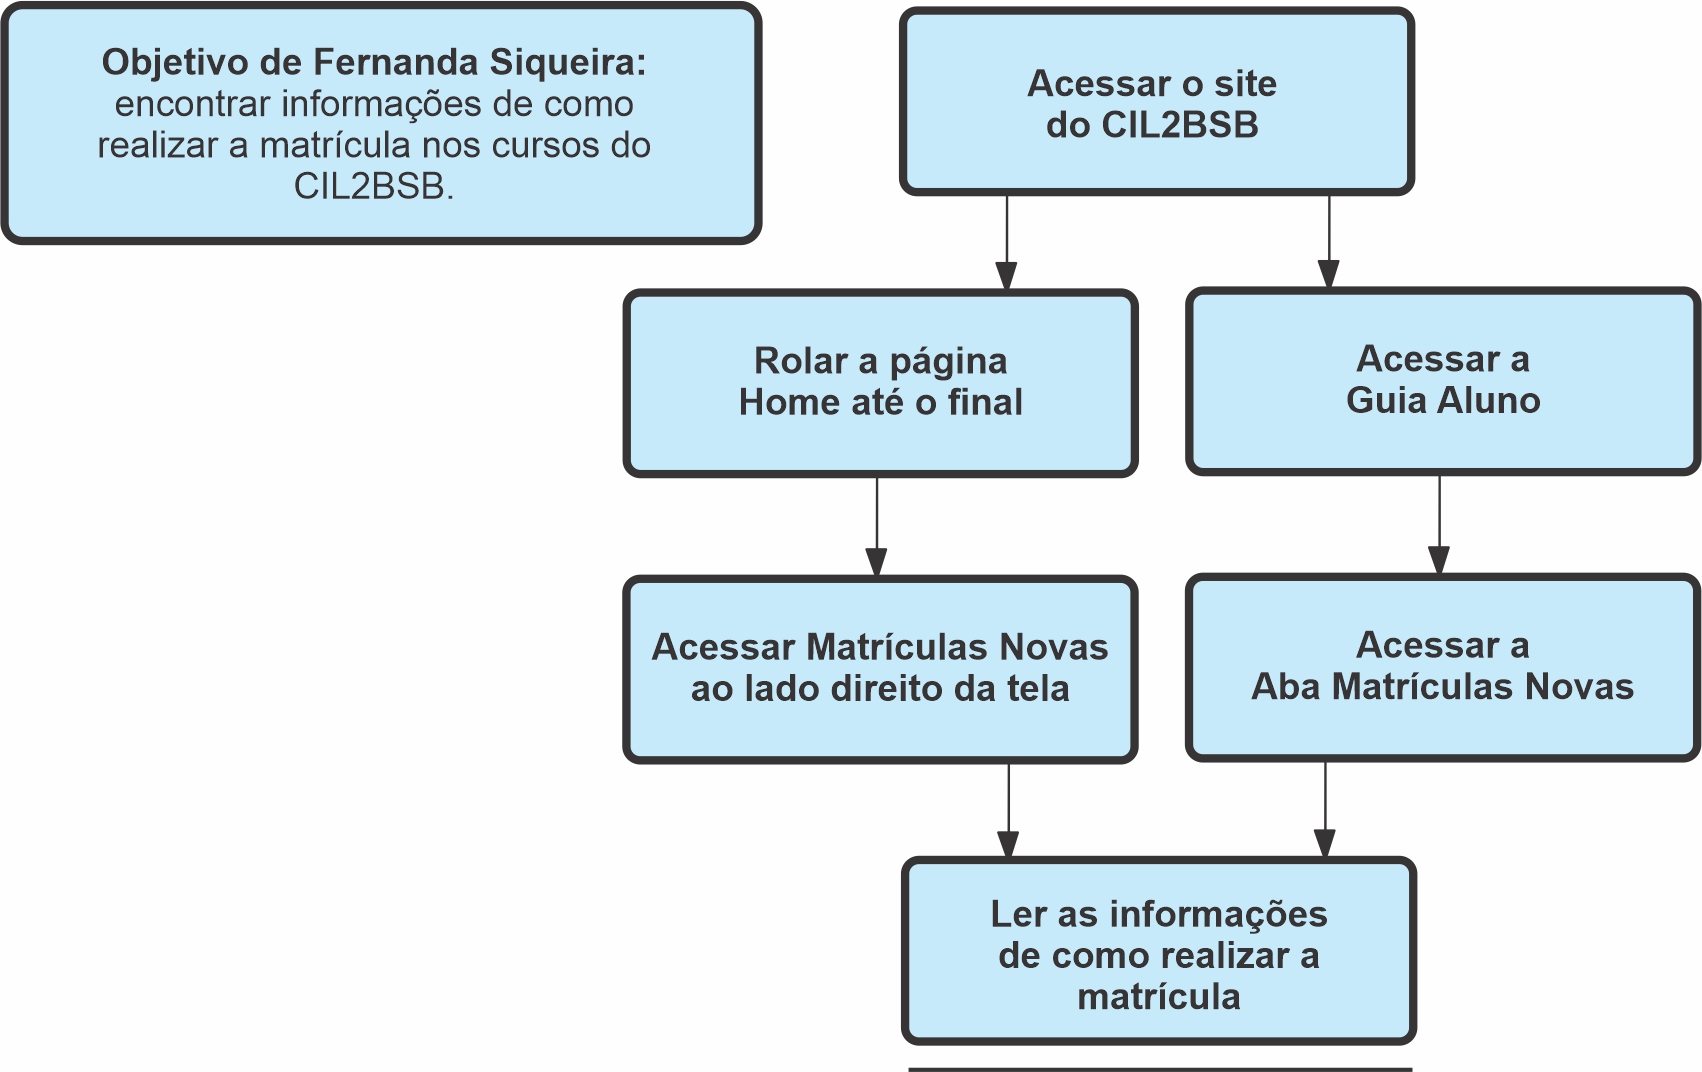 Objetivo de Fernanda Siqueira:
encontrar informações de como
realizar a matrícula nos cursos do
CIL2BSB.
Acessar o site
do CIL2BSB
Rolar a página
Home até o final
Acessar a
Guia Aluno
Acessar Matrículas Novas
ao lado direito da tela
Acessar a
Aba Matrículas Novas
Ler as informações
de como realizar a
matrícula